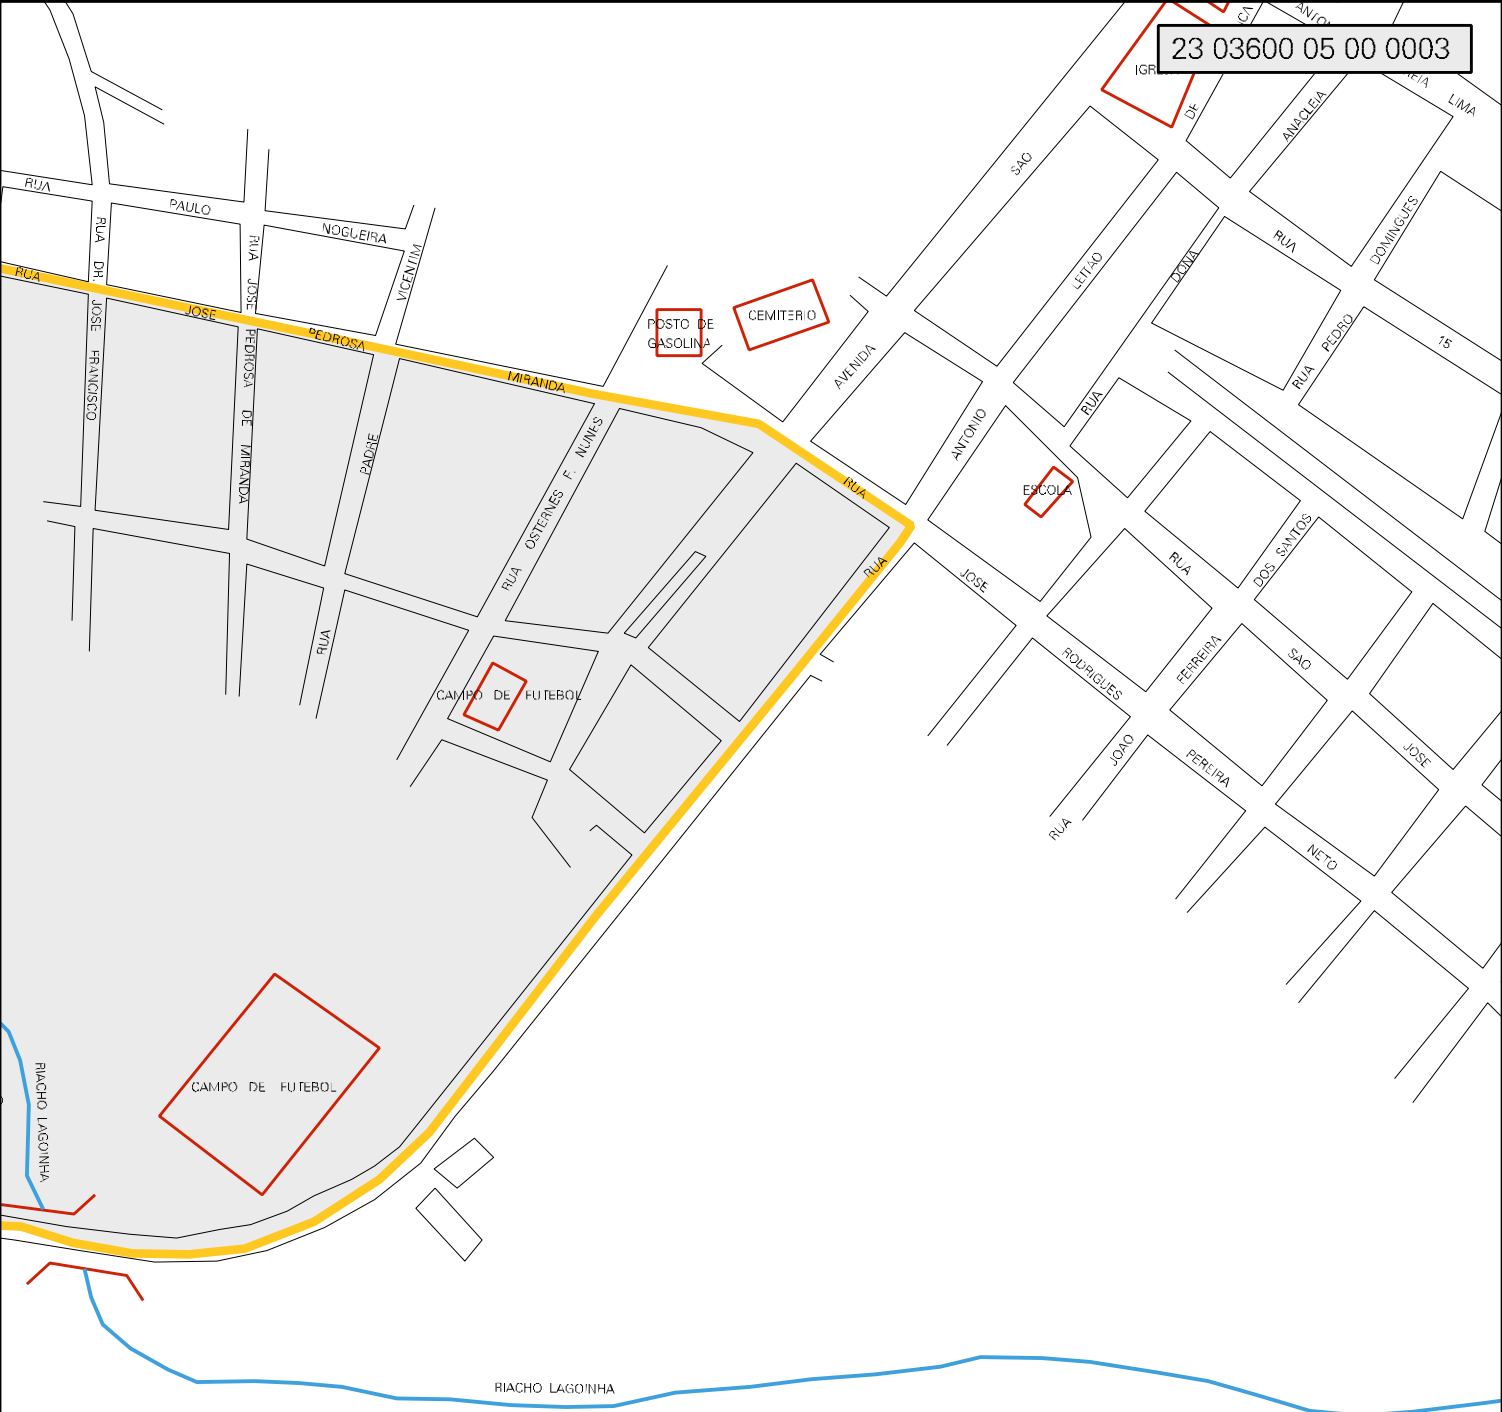 23 03600 05 00 0003
LIMA
DE
ANACLEIA
SAO
RUA
PAULO
NOGUEIRA
RUA DR. JOSE FRANCISCO
RUA JOSE PEDROSA DE MIRANDA
VICENTIM
PADRE
RUA
RUA
JOSE
PEDROSA
MIRANDA
POSTO DE
GASOLINA
CEMITERIO
LEITAO
DONA
RUA
RUA
DOMINGUES
PEDRO
RUA
15
AVENIDA
ANTONIO
RUA
ESCOLA
RUA OSTERNES F. NUNES
RUA
JOSE
RODRIGUES
RUA
DOS SANTOS
FERREIRA
JOAO
RUA
PEREIRA
NETO
SAO
JOSE
CAMPO DE FUTEBOL
CAMPO DE FUTEBOL
RIACHO LAGOINHA
RIACHO LAGOINHA